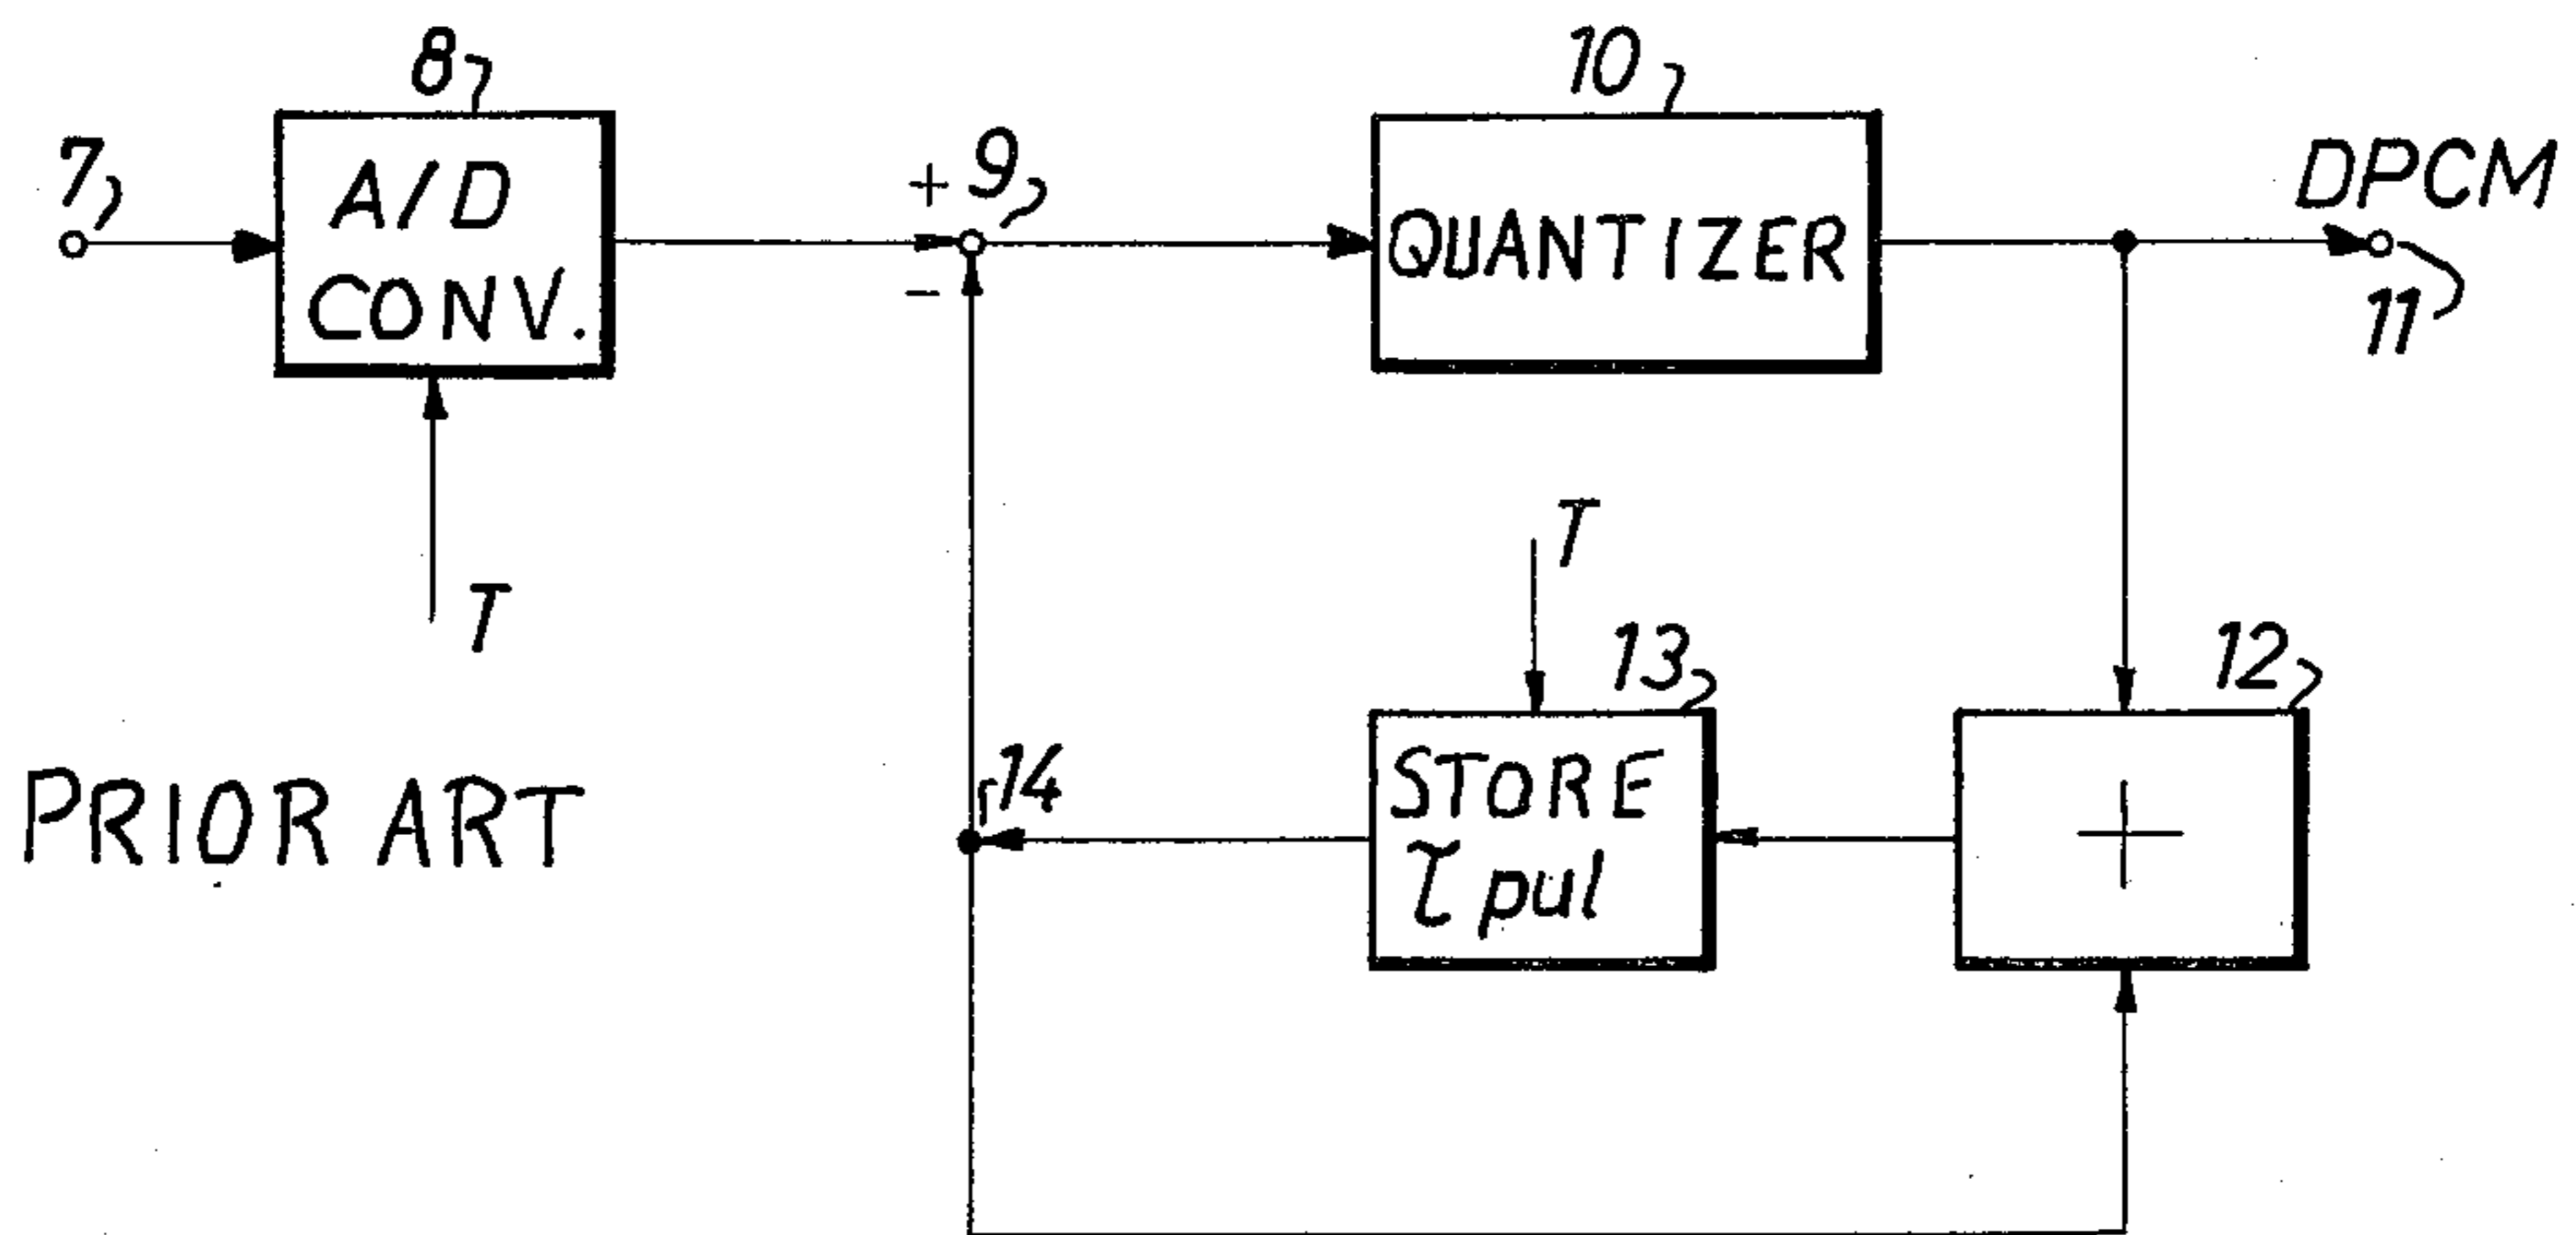 8
10
7
A/D
CONV.
+
9
-
QUANTIZER
DPCM
11
T
T
13
12
PRIOR ART
14
STORE
τ pul
+